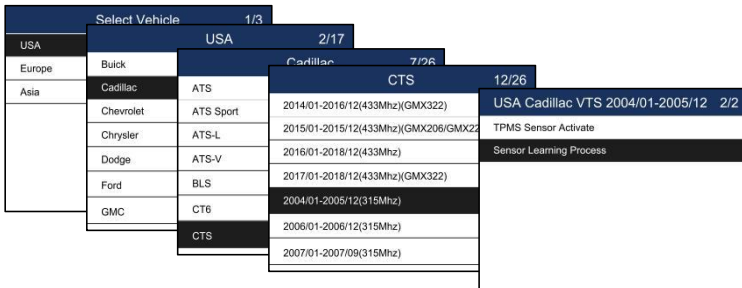 Select Vehicle 1/3
USA
Europe
Asia
USA 2/17
Buick
Cadillac
Chevrolet
Chrysler
Dodge
Ford
GMC
Cadillac 7/26
ATS
ATS Sport
ATS-L
ATS-V
BLS
CT6
CTS
CTS 12/26
2014/01-2016/12(433Mhz)(GMX322)
2015/01-2015/12(433Mhz)(GMX206/GMX22
2016/01-2018/12(433Mhz)
2017/01-2018/12(433Mhz)(GMX322)
2004/01-2005/12(315Mhz)
2006/01-2006/12(315Mhz)
2007/01-2007/09(315Mhz)
USA Cadillac VTS 2004/01-2005/12 2/2
TPMS Sensor Activate
Sensor Learning Process